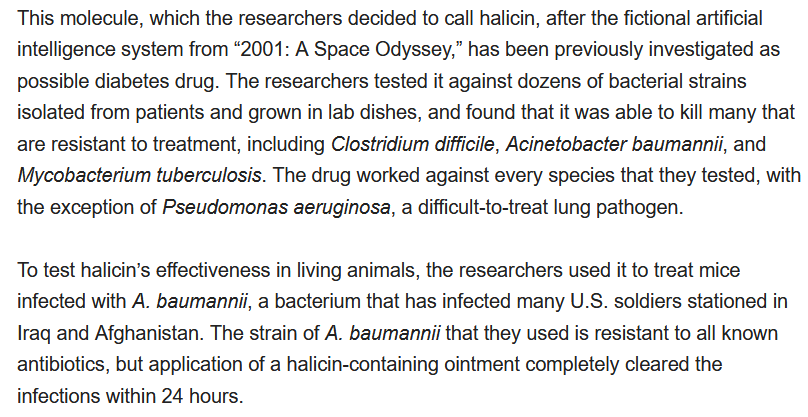 This molecule, which the researchers decided to call halicin, after the fictional artificial
intelligence system from “2001: A Space Odyssey,” has been previously investigated as
possible diabetes drug. The researchers tested it against dozens of bacterial strains
isolated from patients and grown in lab dishes, and found that it was able to kill many that
are resistant to treatment, including Clostridium difficile, Acinetobacter baumannii, and
Mycobacterium tuberculosis. The drug worked against every species that they tested, with
the exception of Pseudomonas aeruginosa, a difficult-to-treat lung pathogen.
To test halicin’s effectiveness in living animals, the researchers used it to treat mice
infected with A. baumannii, a bacterium that has infected many U.S. soldiers stationed in
Iraq and Afghanistan. The strain of A. baumannii that they used is resistant to all known
antibiotics, but application of a halicin-containing ointment completely cleared the
infections within 24 hours.